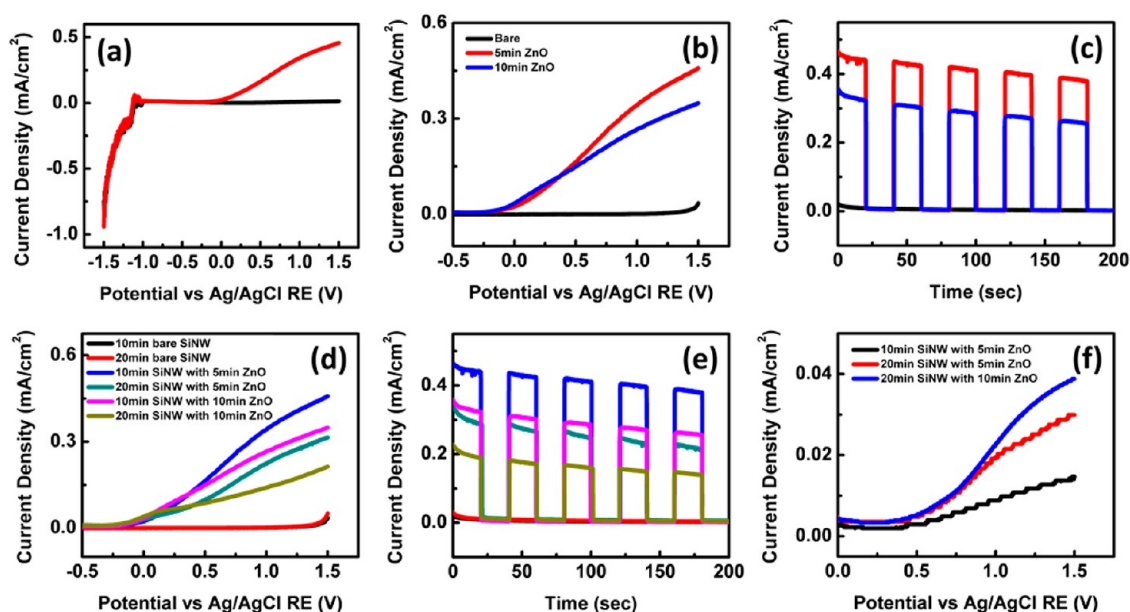 (a)
Current Density (mA/cm²)
0.5
0.0
-0.5
-1.0
-1.5 -1.0 -0.5 0.0 0.5 1.0 1.5
Potential vs Ag/AgCl RE (V)
(b)
Bare
5min ZnO
10min ZnO
Current Density (mA/cm²)
0.6
0.3
0.0
-0.5 0.0 0.5 1.0 1.5
Potential vs Ag/AgCl RE (V)
(c)
Current Density (mA/cm²)
0.4
0.2
0.0
0 50 100 150 200
Time (sec)
(d)
10min bare SiNW
20min bare SiNW
10min SiNW with 5min ZnO
20min SiNW with 5min ZnO
10min SiNW with 10min ZnO
20min SiNW with 10min ZnO
Current Density (mA/cm²)
0.6
0.3
0.0
-0.5 0.0 0.5 1.0 1.5
Potential vs Ag/AgCl RE (V)
(e)
Current Density (mA/cm²)
0.4
0.2
0.0
0 50 100 150 200
Time (sec)
(f)
10min SiNW with 5min ZnO
20min SiNW with 5min ZnO
20min SiNW with 10min ZnO
Current Density (mA/cm²)
0.04
0.02
0.00
0.0 0.5 1.0 1.5
Potential vs Ag/AgCl RE (V)